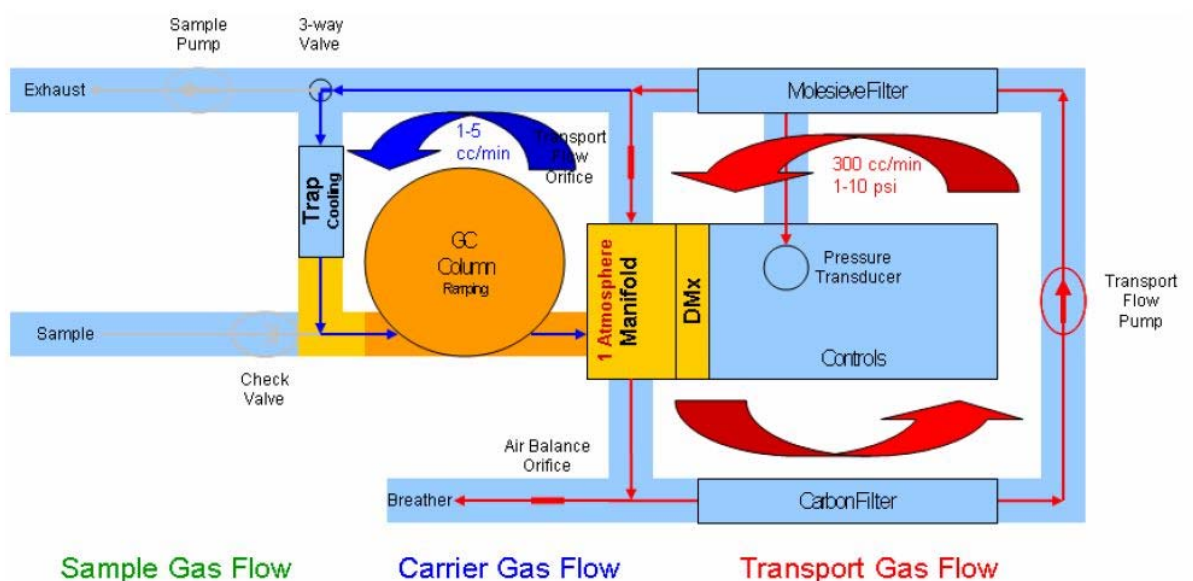 Sample
Pump
3-way
Valve
Exhaust
MolesieveFilter
1-5
cc/min
Transport
Flow
Orifice
300 cc/min
1-10 psi
Trap
Cooling
GC
Column
Ramping
1 Atmosphere
Manifold
DMx
Pressure
Transducer
Transport
Flow
Pump
Sample
Controls
Check
Valve
Air Balance
Orifice
Breather
CarbonFilter
Sample Gas Flow
Carrier Gas Flow
Transport Gas Flow